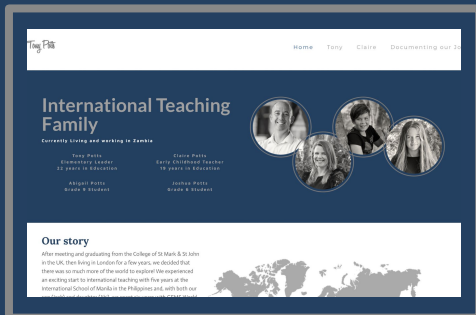 Tony Potts
Home Tony Claire Documenting our Jo
International Teaching
Family
Currently Living and working in Zambia
Tony Potts
Elementary Leader
22 years in Education
Claire Potts
Early Childhood Teacher
19 years in Education
Abigail Potts
Grade 9 Student
Joshua Potts
Grade 6 Student
Our story
After meeting and graduating from the College of St Mark & St John
in the UK, then living in London for a few years, we decided that
there was so much more of the world to explore! We experienced
an exciting start to international teaching with five years at the
International School of Manila in the Philippines and, with both our